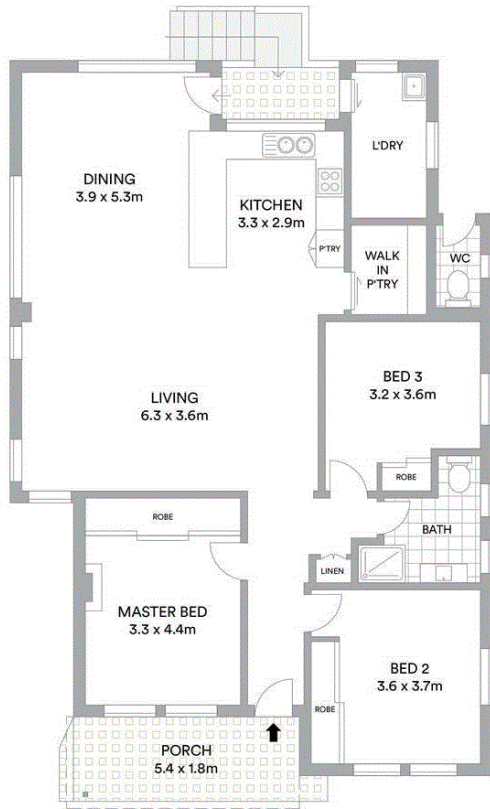 DINING
3.9 x 5.3m
KITCHEN
3.3 x 2.9m
L'DRY
P'TRY
WALK
IN
P'TRY
WC
LIVING
6.3 x 3.6m
BED 3
3.2 x 3.6m
ROBE
BATH
ROBE
LINEN
MASTER BED
3.3 x 4.4m
BED 2
3.6 x 3.7m
ROBE
PORCH
5.4 x 1.8m